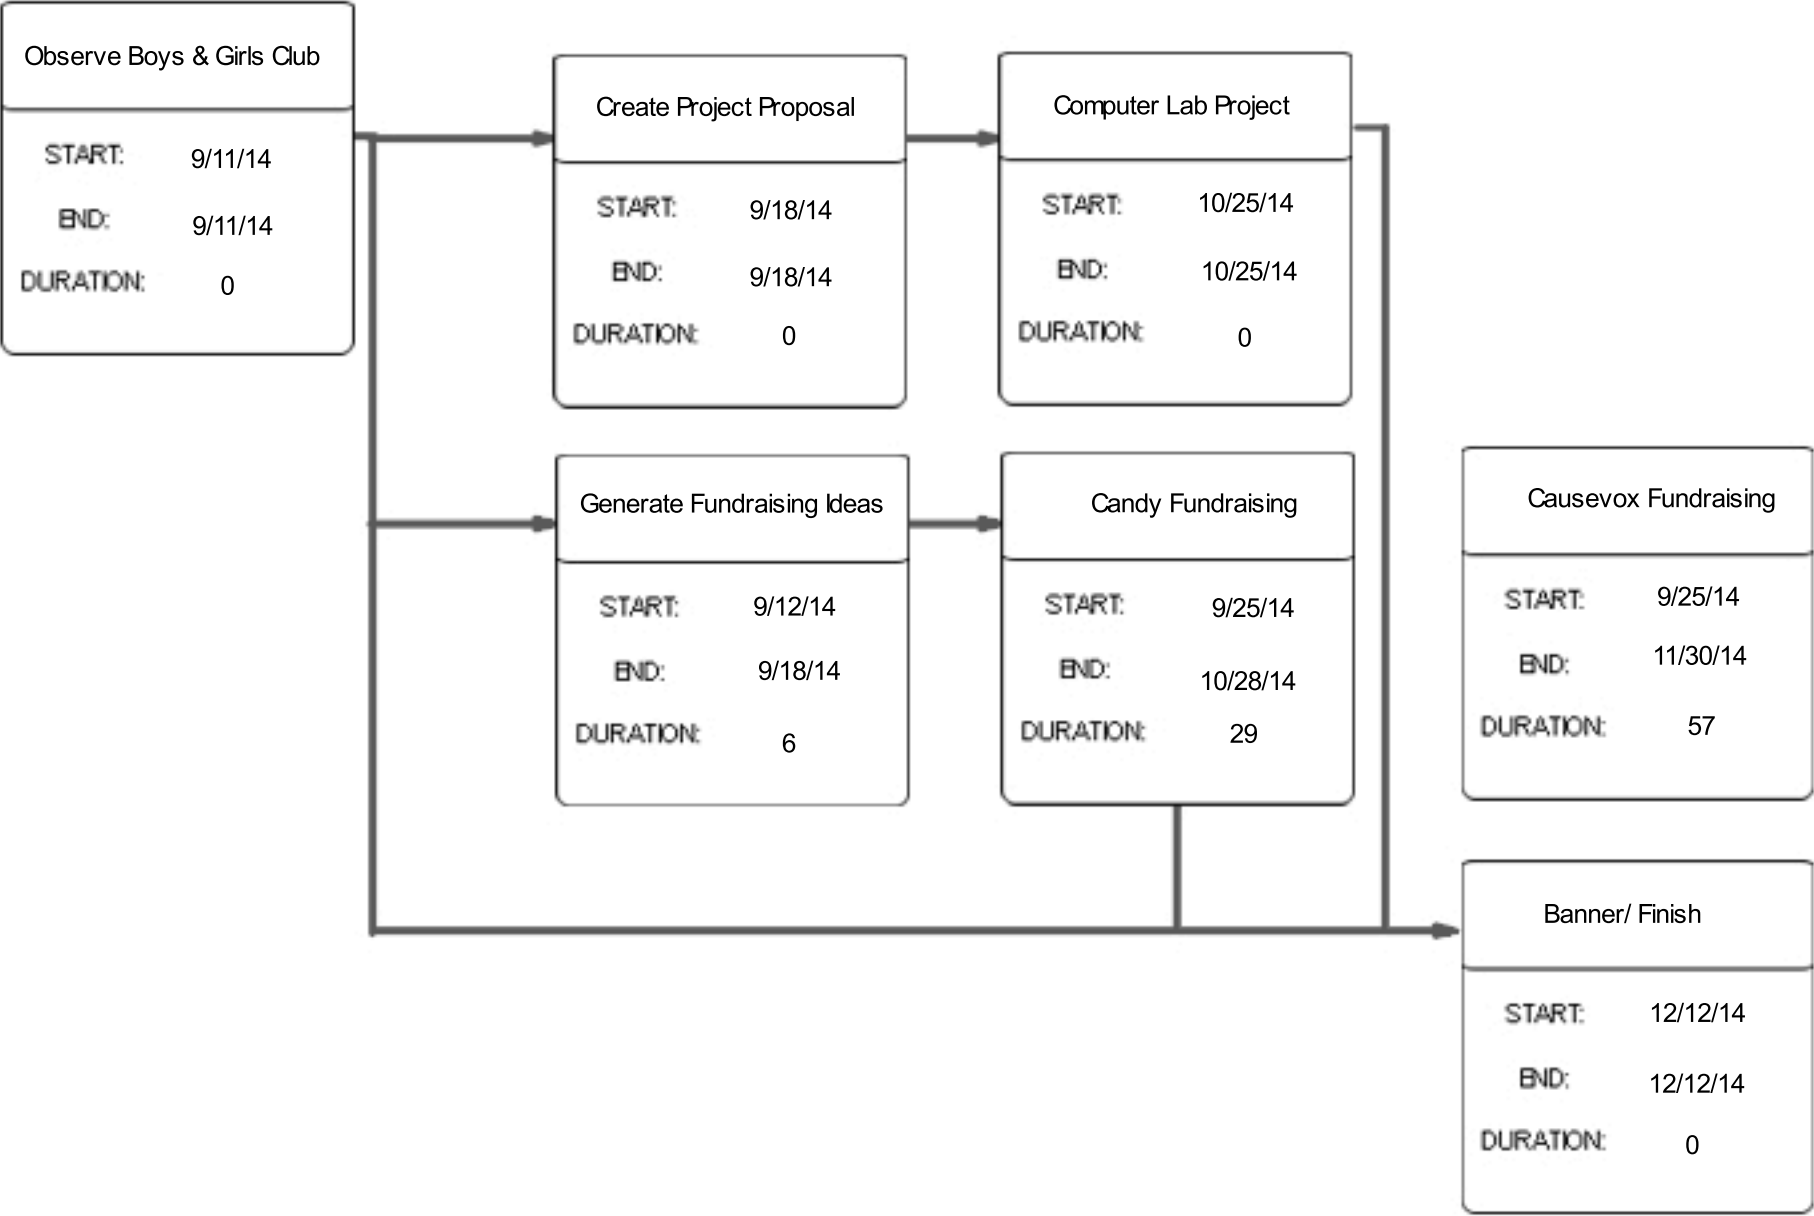 Observe Boys & Girls Club
START: 9/11/14
END: 9/11/14
DURATION: 0
Create Project Proposal
START: 9/18/14
END: 9/18/14
DURATION: 0
Computer Lab Project
START: 10/25/14
END: 10/25/14
DURATION: 0
Generate Fundraising Ideas
START: 9/12/14
END: 9/18/14
DURATION: 6
Candy Fundraising
START: 9/25/14
END: 10/28/14
DURATION: 29
Causevox Fundraising
START: 9/25/14
END: 11/30/14
DURATION: 57
Banner/ Finish
START: 12/12/14
END: 12/12/14
DURATION: 0